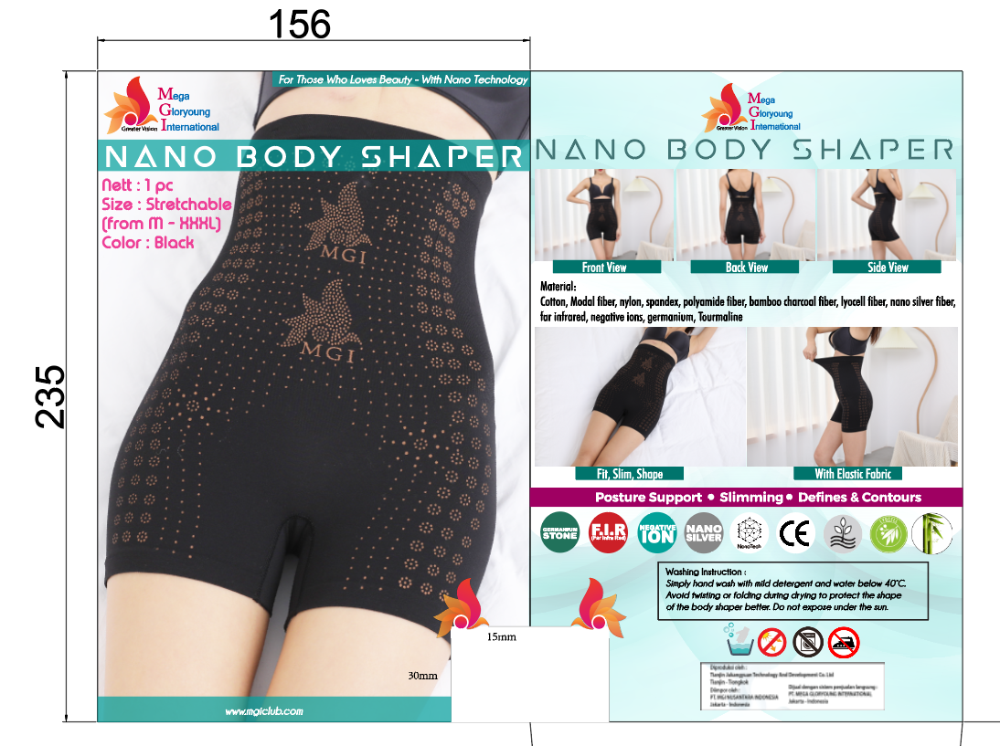 156
235
For Those Who Loves Beauty - With Nano Technology
Greater Vision
Mega
Gloryoung
International
NANO BODY SHAPER
Nett : 1 pc
Size : Stretchable
(from M - XXXL)
Color : Black
MGI
MGI
15mm
30mm
www.mgiclub.com
Greater Vision
Mega
Gloryoung
International
NANO BODY SHAPER
Front View
Back View
Side View
Material:
Cotton, Modal fiber, nylon, spandex, polyamide fiber, bamboo charcoal fiber, lyocell fiber, nano silver fiber,
far infrared, negative ions, germanium, Tourmaline
Fit, Slim, Shape
With Elastic Fabric
Posture Support • Slimming • Defines & Contours
GERMANIUM
STONE
F.I.R
(Far Infra Red)
NEGATIVE
ION
NANO
SILVER
NanoTech
CE
Washing Instruction :
Simply hand wash with mild detergent and water below 40°C.
Avoid twisting or folding during drying to protect the shape
of the body shaper better. Do not expose under the sun.
Diproduksi oleh :
Tianjin Technology And Development Co. Ltd
Tianjin - Tiongkok
Diimpor oleh :
PT. MGI NUSANTARA INDONESIA
Jakarta - Indonesia
Dijual dengan sistem penjualan langsung :
PT. MEGA GLORYOUNG INTERNATIONAL
Jakarta - Indonesia